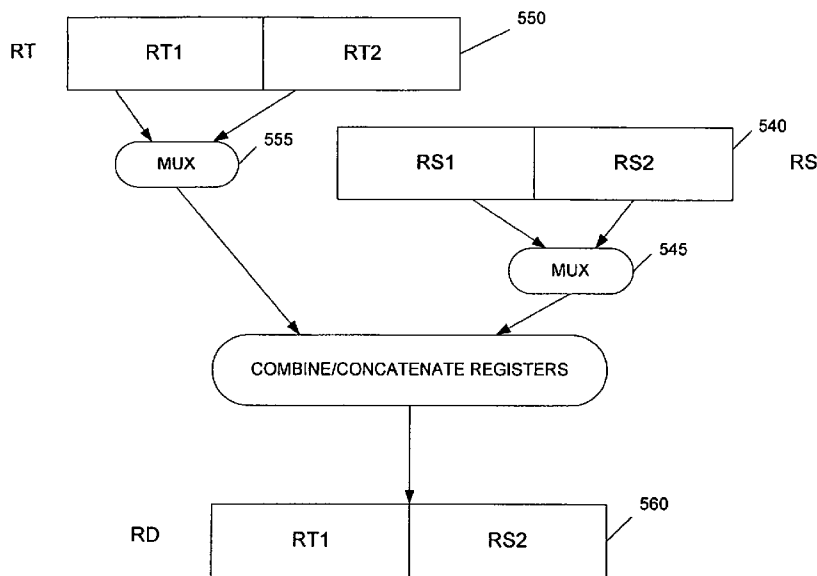 550
RT RT1 RT2
555
MUX
540
RS1 RS2 RS
545
MUX
COMBINE/CONCATENATE REGISTERS
560
RD RT1 RS2